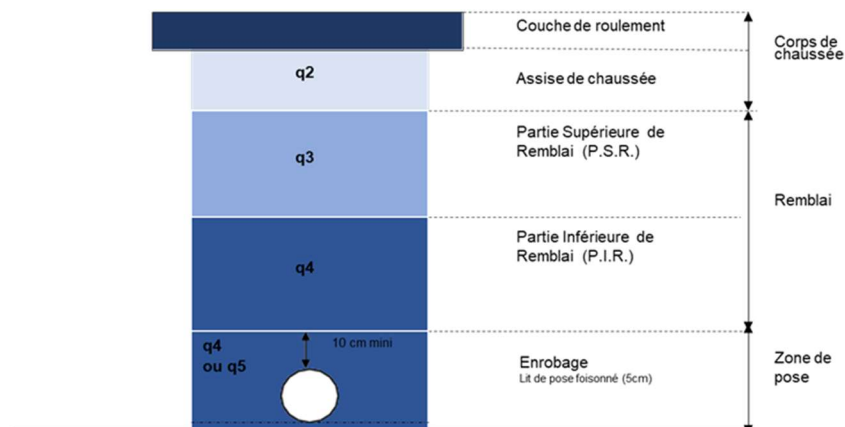 Couche de roulement
Corps de
chaussée
q2
Assise de chaussée
Partie Supérieure de
Remblai (P.S.R.)
q3
Remblai
Partie Inférieure de
Remblai (P.I.R.)
q4
q4
ou q5
10 cm mini
Enrobage
Lit de pose foisonné (5cm)
Zone de
pose